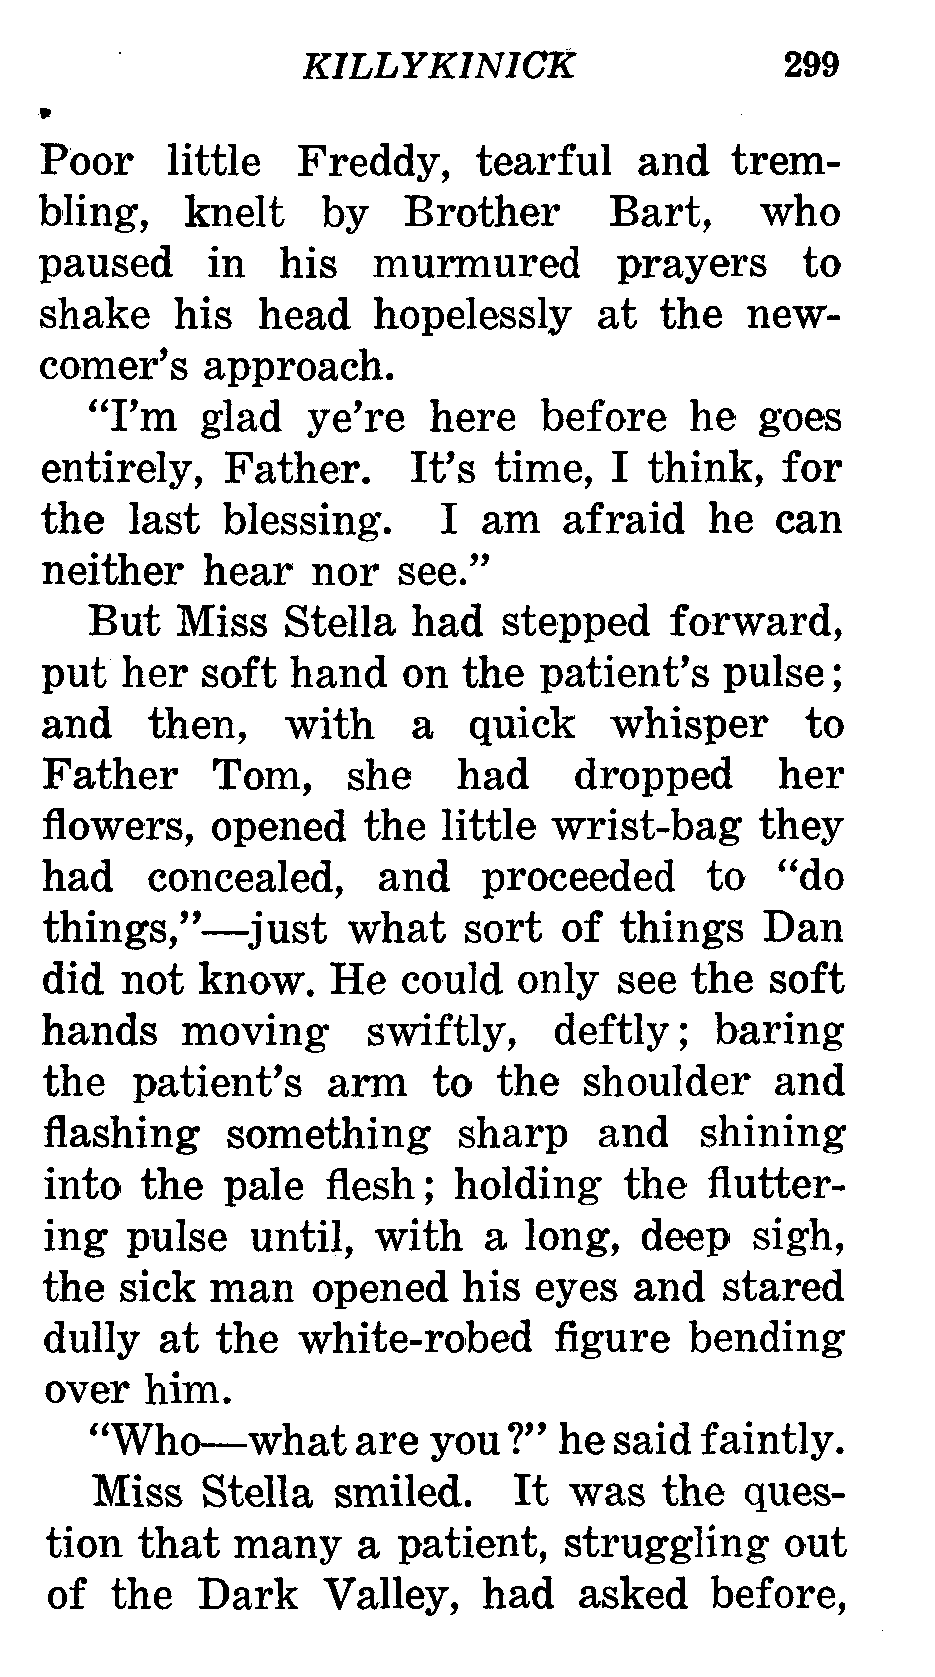 KILLYKINICK 299
Poor little Freddy, tearful and trem-
bling, knelt by Brother Bart, who
paused in his murmured prayers to
shake his head hopelessly at the new-
comer's approach.
"I'm glad ye're here before he goes
entirely, Father. It's time, I think, for
the last blessing. I am afraid he can
neither hear nor see."
But Miss Stella had stepped forward,
put her soft hand on the patient's pulse;
and then, with a quick whisper to
Father Tom, she had dropped her
flowers, opened the little wrist-bag they
had concealed, and proceeded to "do
things,"—just what sort of things Dan
did not know. He could only see the soft
hands moving swiftly, deftly; baring
the patient's arm to the shoulder and
flashing something sharp and shining
into the pale flesh; holding the flutter-
ing pulse until, with a long, deep sigh,
the sick man opened his eyes and stared
dully at the white-robed figure bending
over him.
"Who—what are you?" he said faintly.
Miss Stella smiled. It was the ques-
tion that many a patient, struggling out
of the Dark Valley, had asked before,